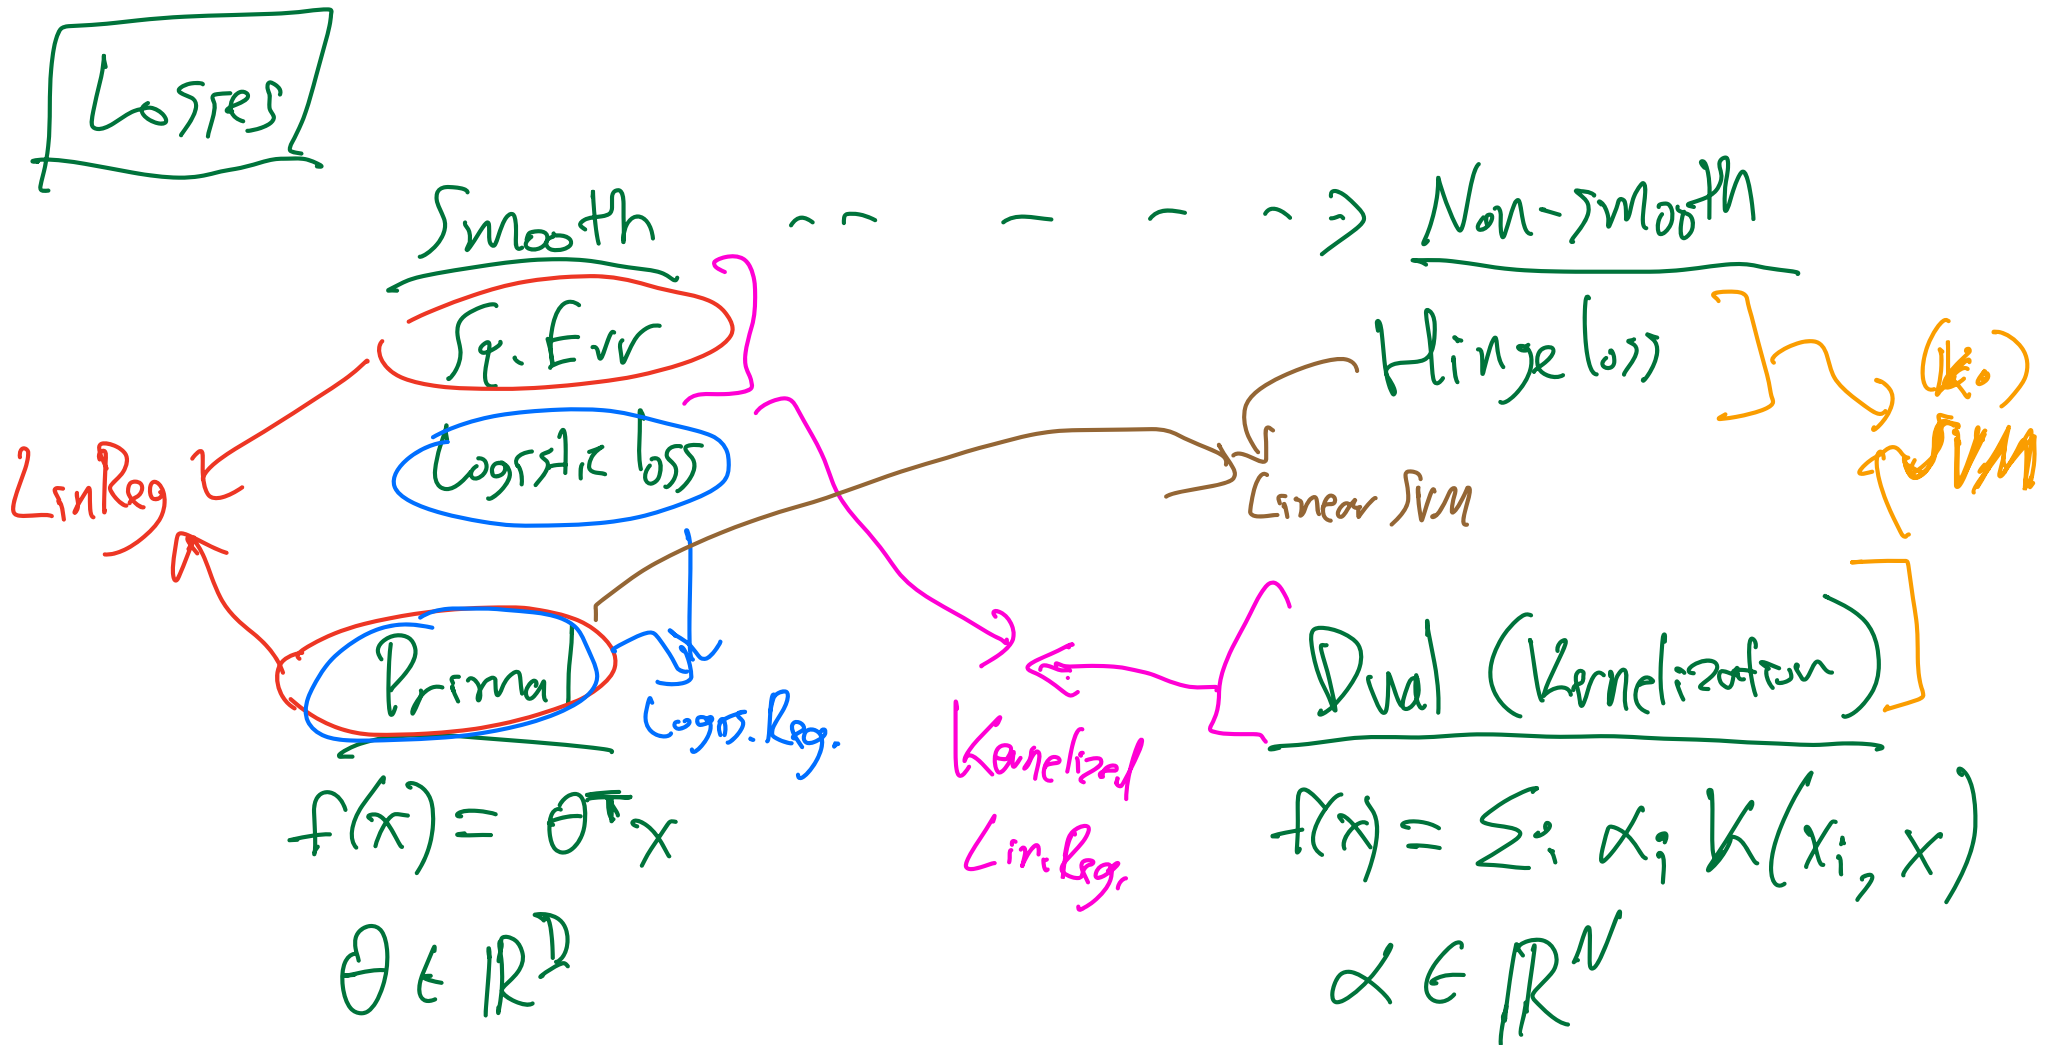 Losses
Smooth - - - - - -> Non-smooth
Sq. Err
Hinge loss
(k.)
SVM
Logistic loss
LinReg
Linear SVM
Primal
Dual (Kernelization)
Logis. Reg.
Kernelized
Lin. Reg.
f(x) = θᵀx
f(x) = Σᵢ αᵢ K(xᵢ, x)
θ ∈ ℝᴰ
α ∈ ℝᴺ